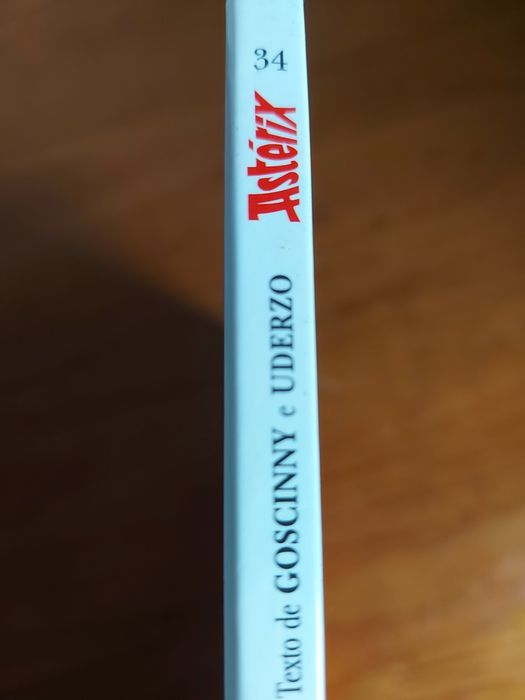 34
Astérix
Texto de GOSCINNY e UDERZO